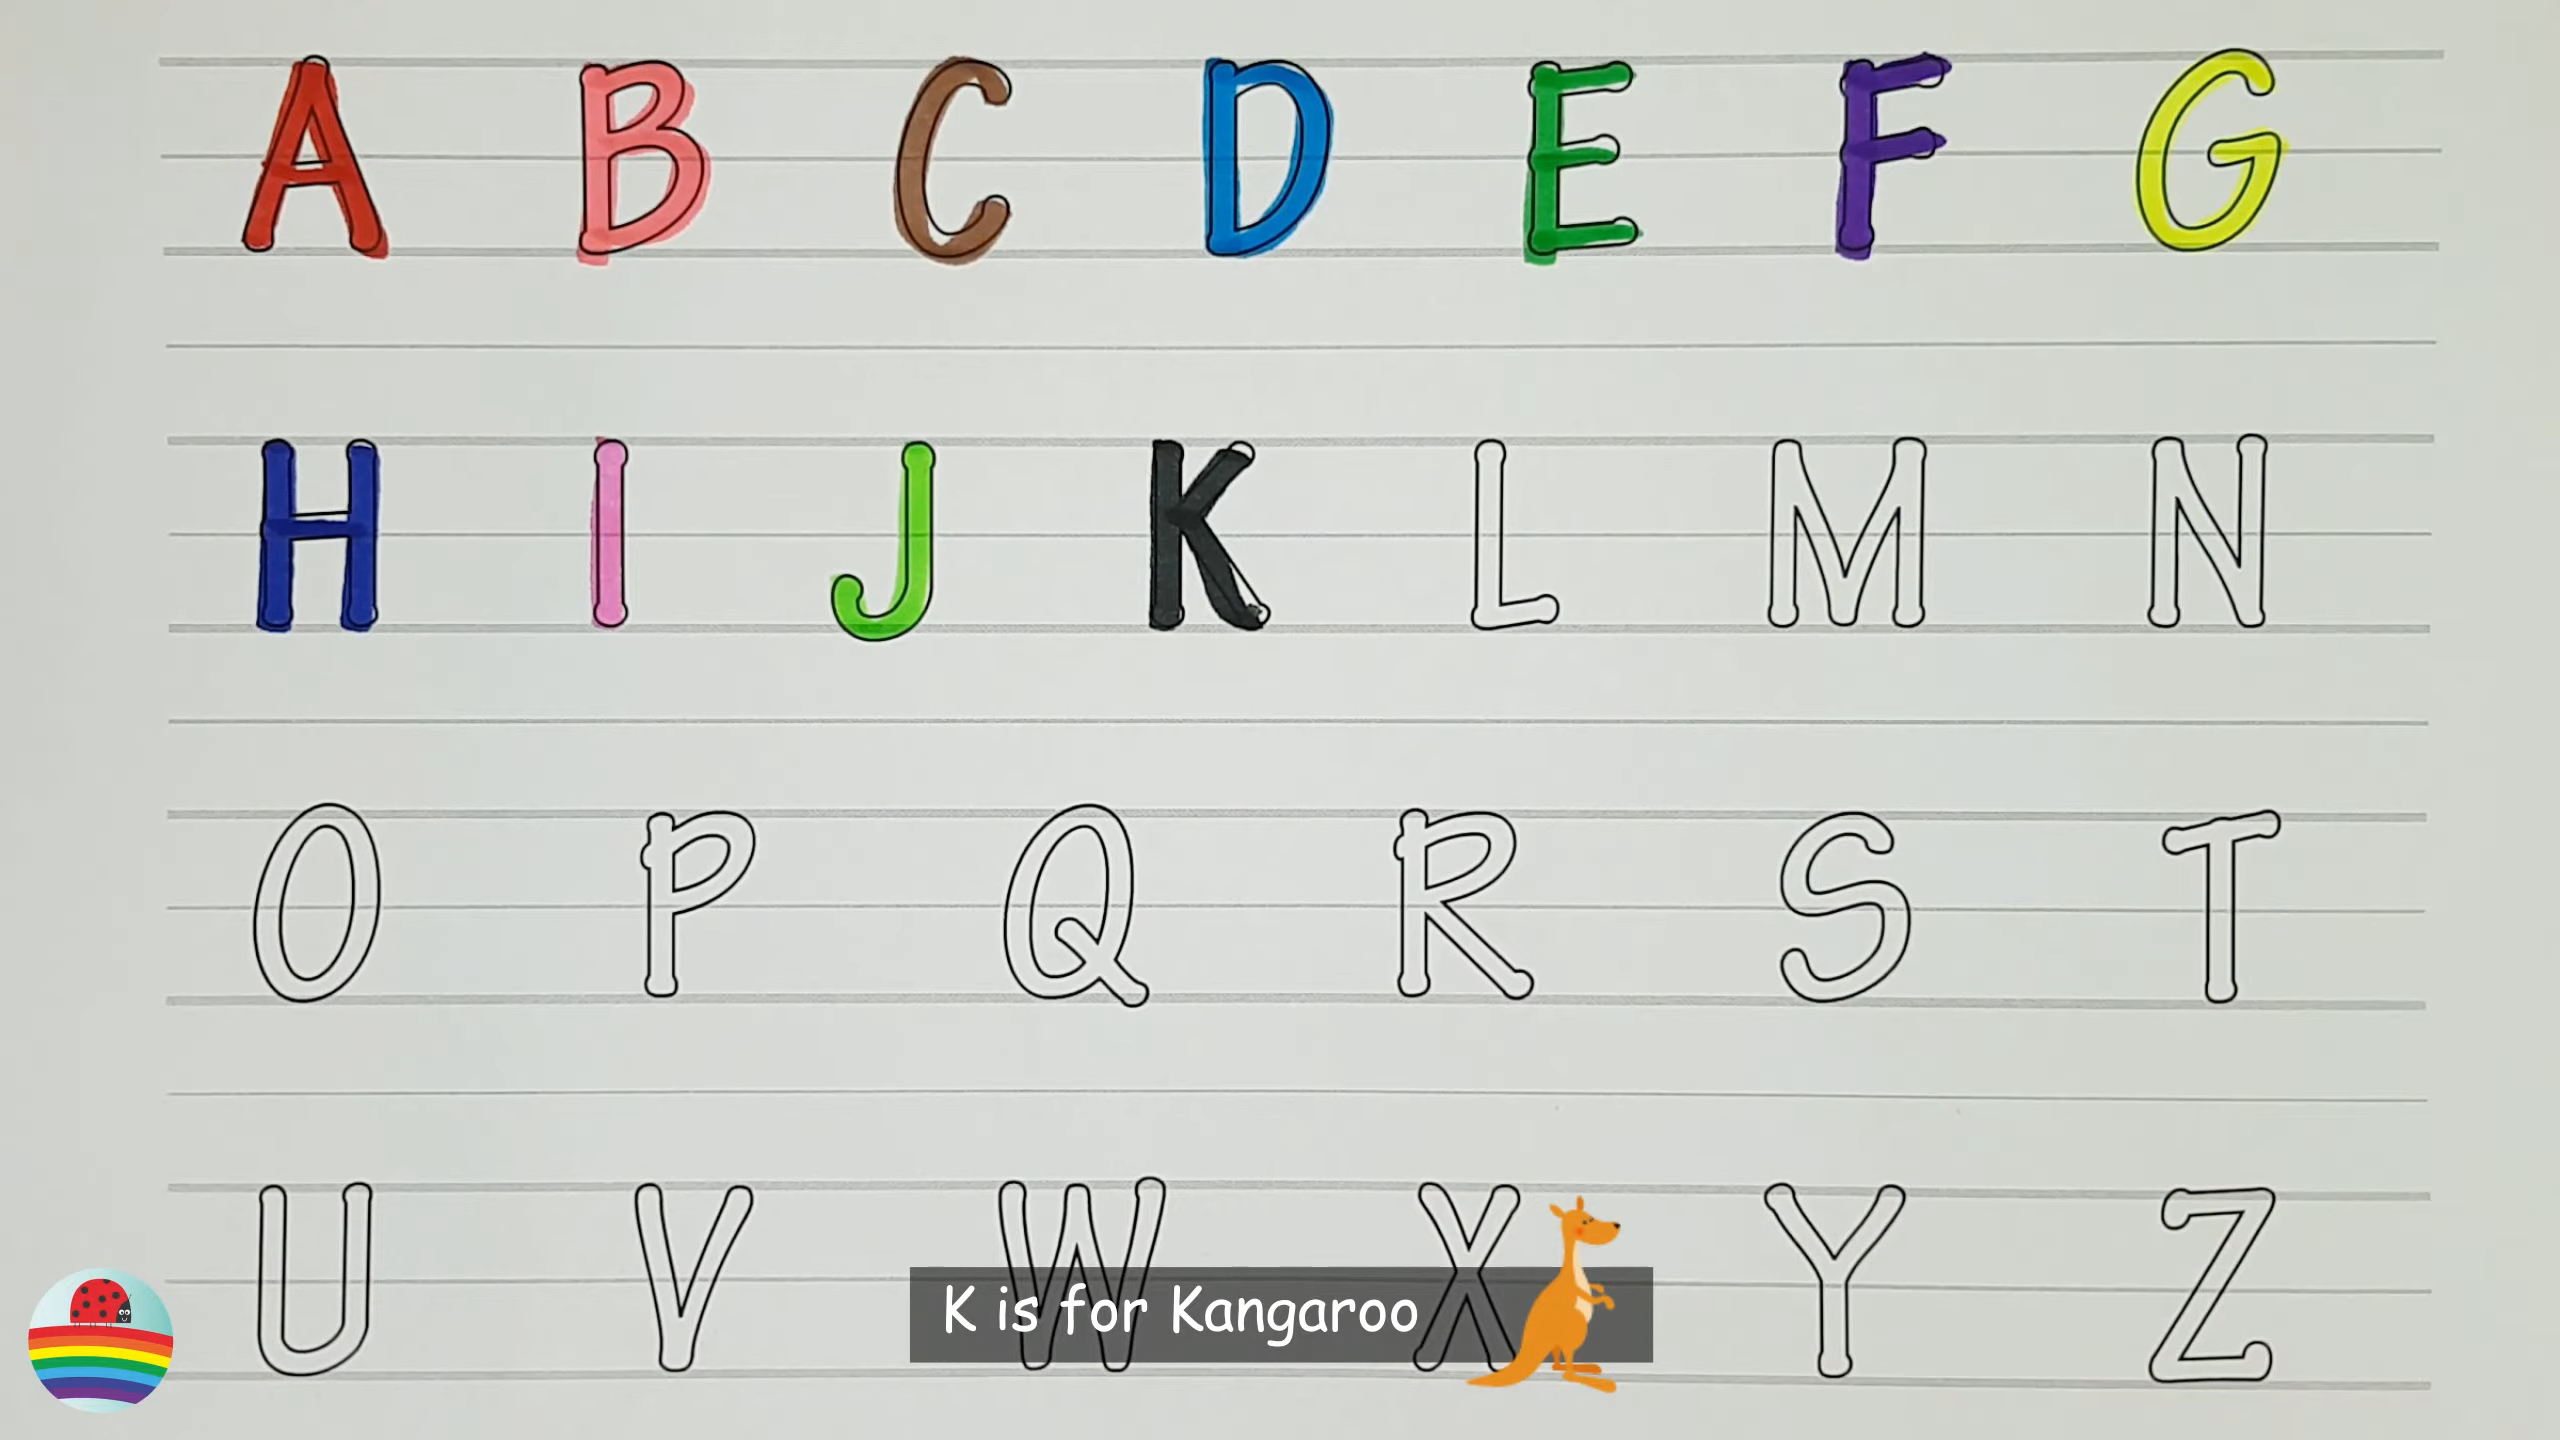 A B C D E F G
H I J K L M N
O P Q R S T
U V W X Y Z
K is for Kangaroo